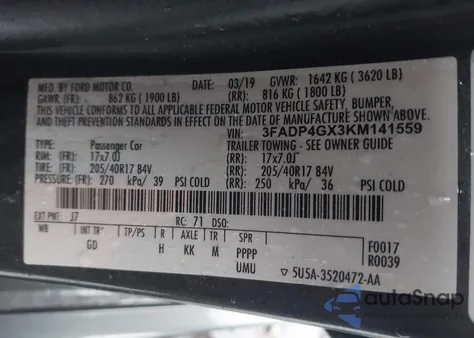 MFD. BY FORD MOTOR CO. DATE: 03/19 GVWR: 1642 KG ( 3620 LB)
GAWR: (FR): 862 KG ( 1900 LB) (RR): 816 KG ( 1800 LB)
THIS VEHICLE CONFORMS TO ALL APPLICABLE FEDERAL MOTOR VEHICLE SAFETY, BUMPER,
AND THEFT PREVENTION STANDARDS IN EFFECT ON THE DATE OF MANUFACTURE SHOWN ABOVE.
VIN: 3FADP4GX3KM141559
TYPE: Passenger Car TRAILER TOWING - SEE OWNER GUIDE
RIM: (FR) 17x7.0J (RR): 17x7.0J
TIRE: 205/40R17 84V 205/40R17 84V
PRESSURE: (FR) 270 kPa/ 39 PSI COLD (RR): 250 kPa/ 36 PSI COLD
EXT PNT: J7 RC: 71 DSO:
WB INT TR TP/PS R AXLE TR SPR F0017
GD H KK M PPPP R0039
UMU 5U5A-3520472-AA
autoSnap